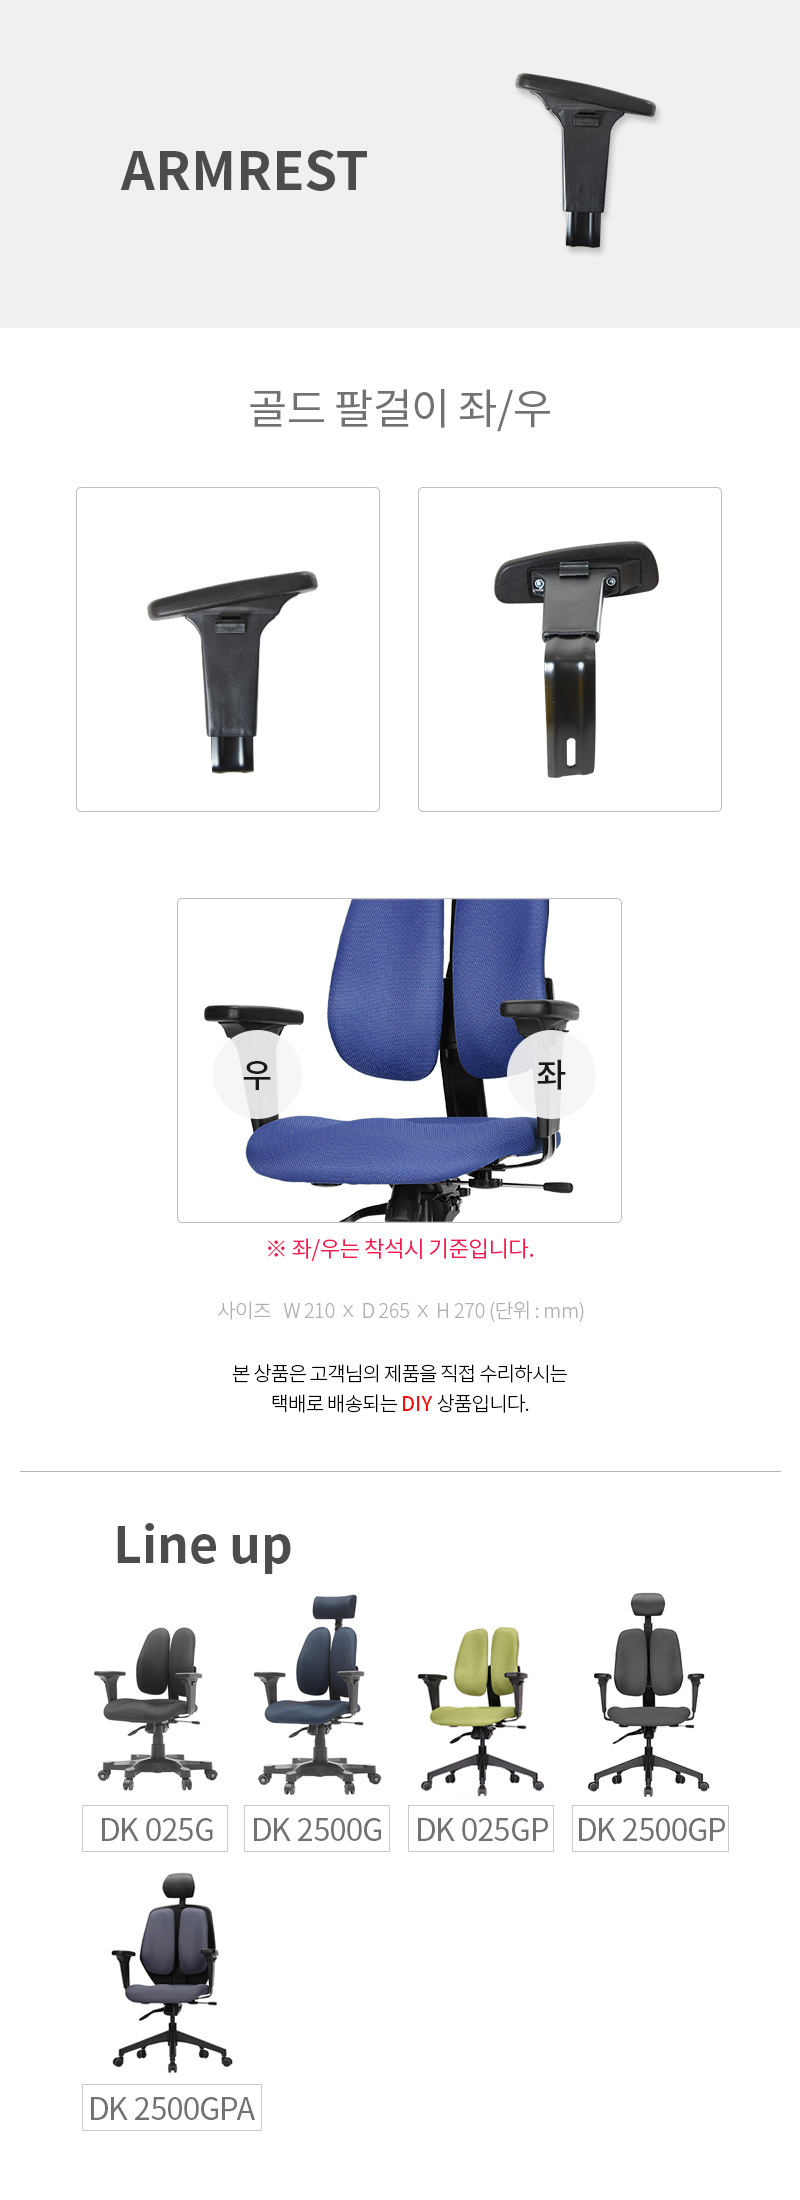 ARMREST
골드 팔걸이 좌/우
우
좌
※ 좌/우는 착석시 기준입니다.
사이즈 W 210 × D 265 × H 270 (단위 : mm)
본 상품은 고객님의 제품을 직접 수리하시는
택배로 배송되는 DIY 상품입니다.
Line up
DK 025G
DK 2500G
DK 025GP
DK 2500GP
DK 2500GPA